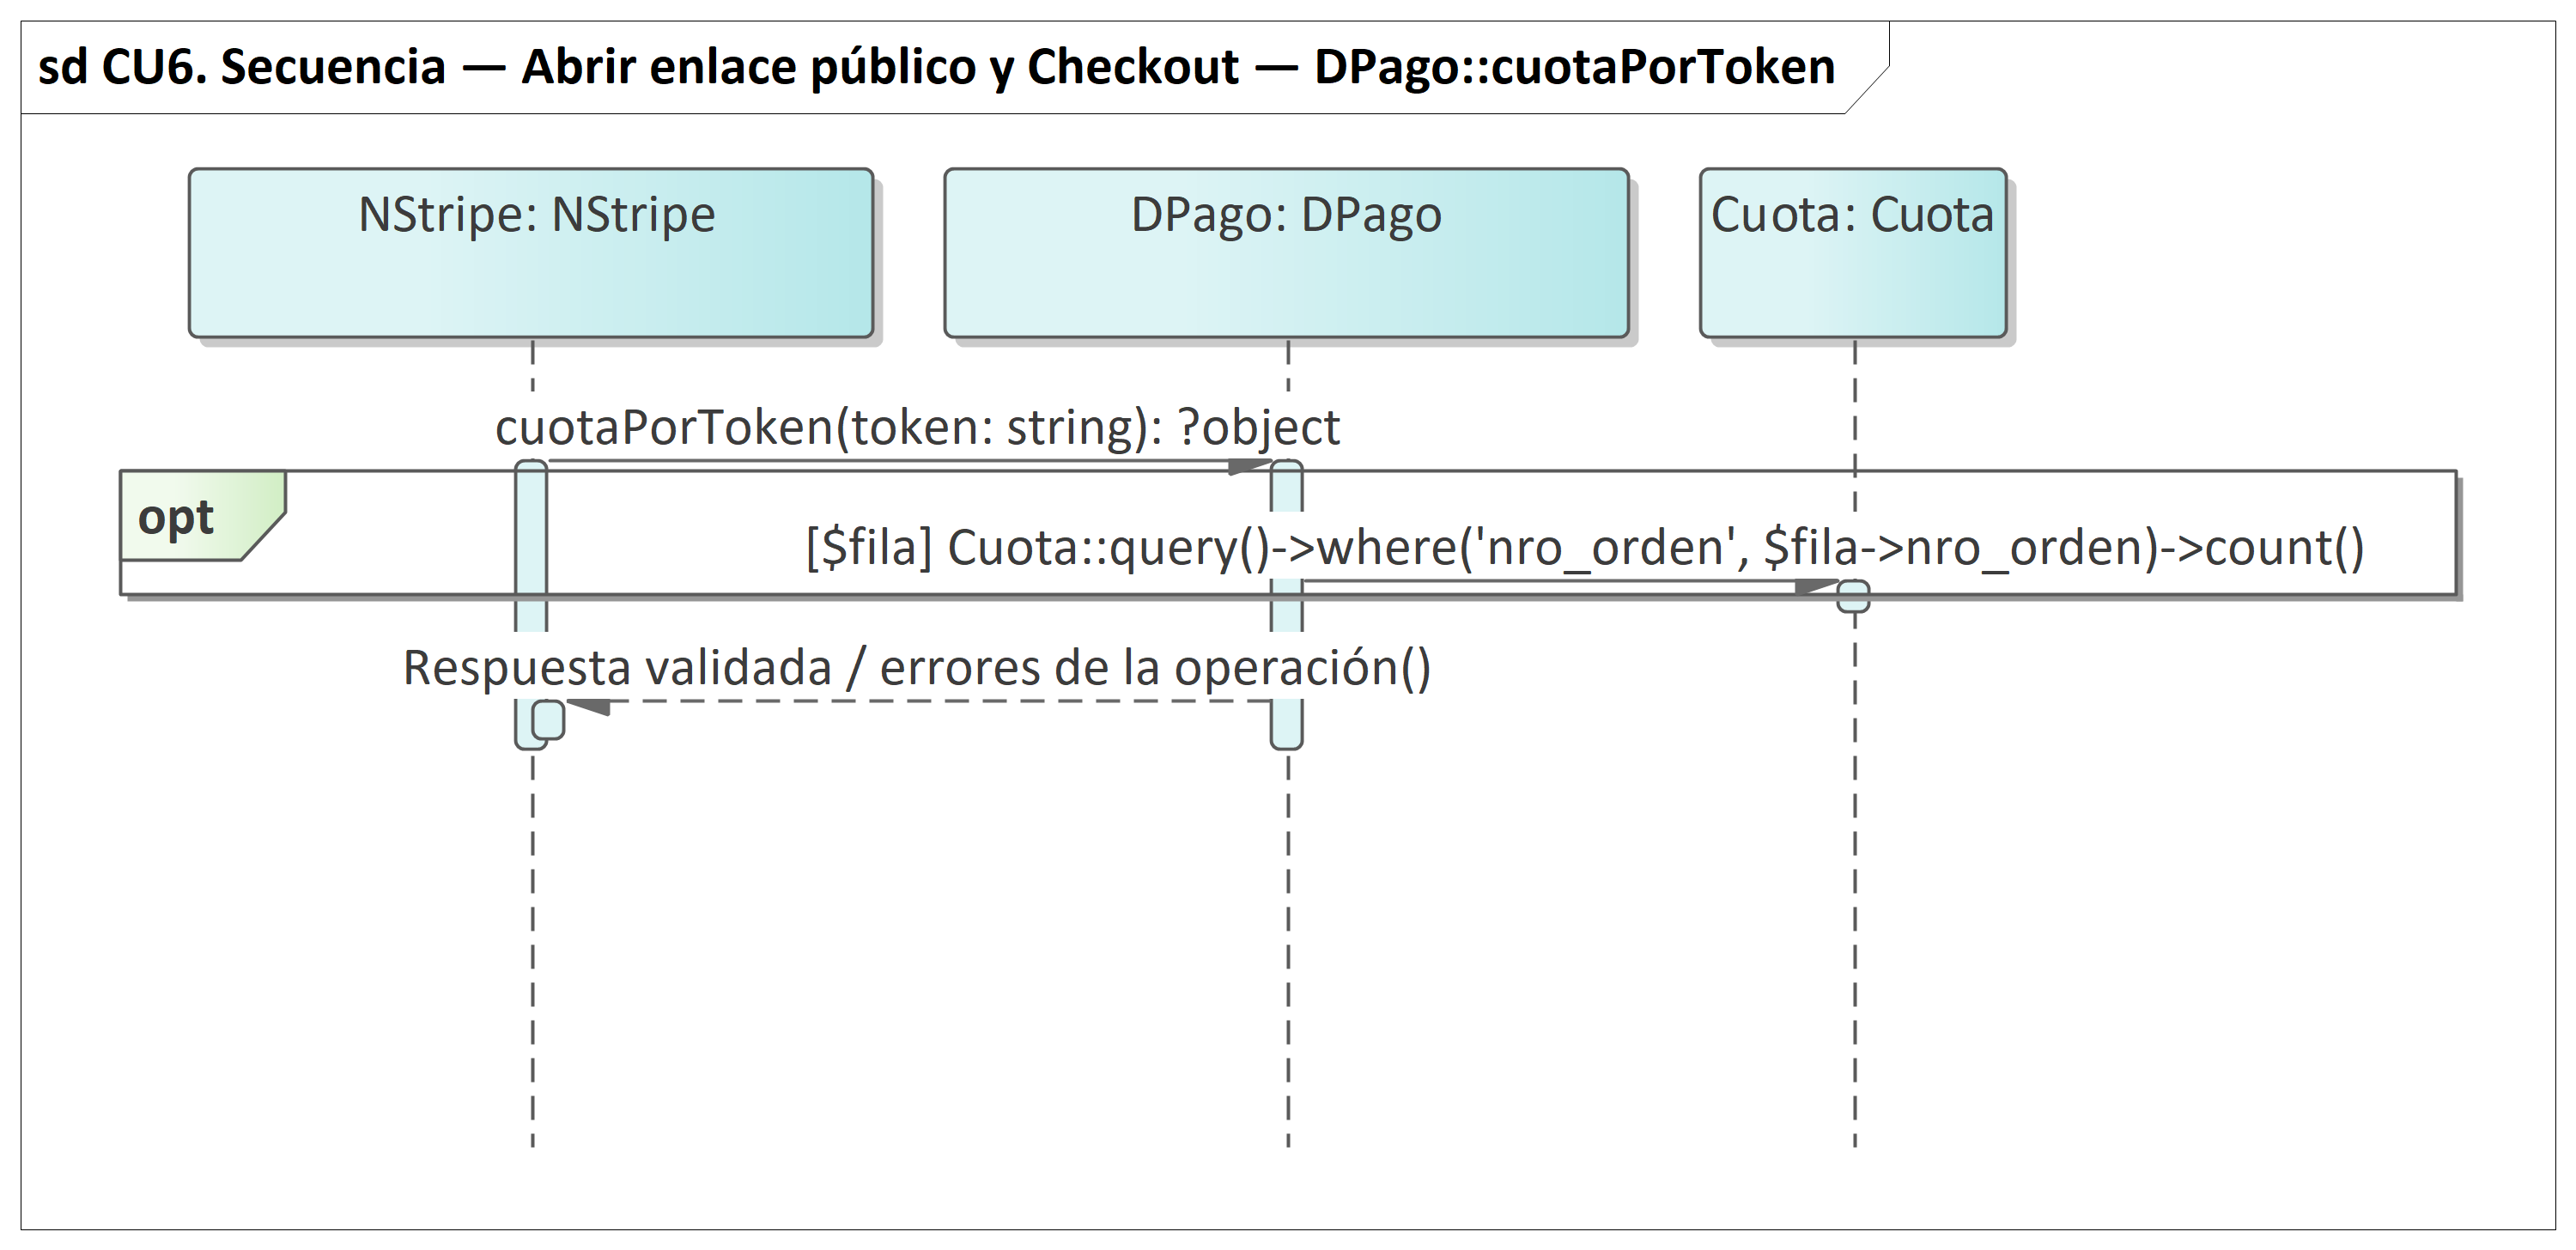 sd CU6. Secuencia — Abrir enlace público y Checkout — DPago::cuotaPorToken
NStripe: NStripe
DPago: DPago
Cuota: Cuota
cuotaPorToken(token: string): ?object
opt
[$fila] Cuota::query()->where('nro_orden', $fila->nro_orden)->count()
Respuesta validada / errores de la operación()